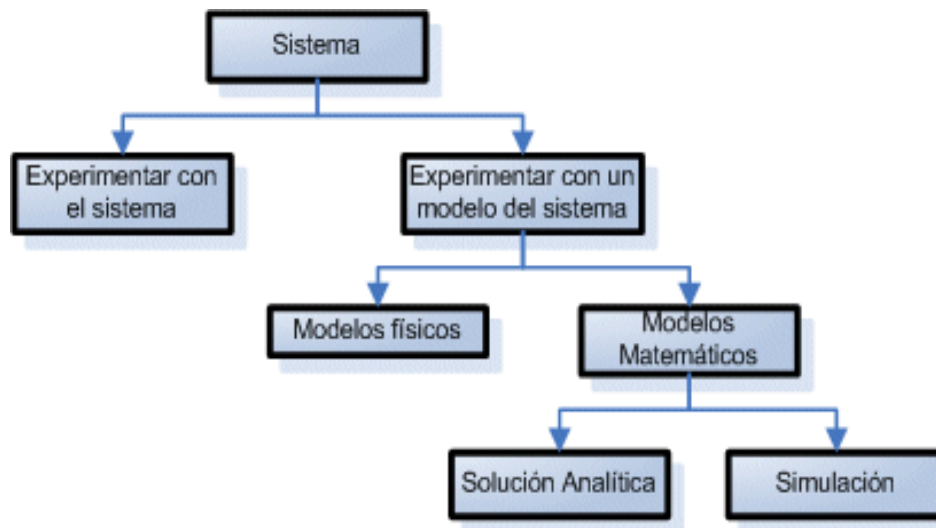 Sistema
Experimentar con
el sistema
Experimentar con un
modelo del sistema
Modelos físicos
Modelos
Matemáticos
Solución Analítica
Simulación